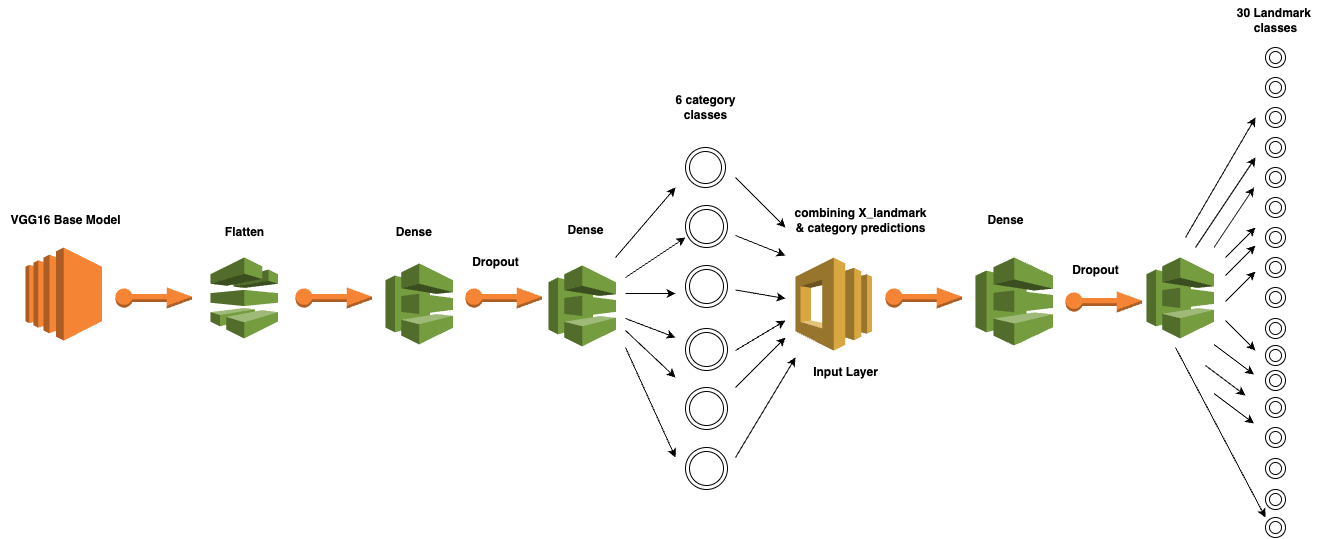 VGG16 Base Model
Flatten
Dense
Dropout
Dense
6 category
classes
combining X_landmark
& category predictions
Input Layer
Dense
Dropout
30 Landmark
classes